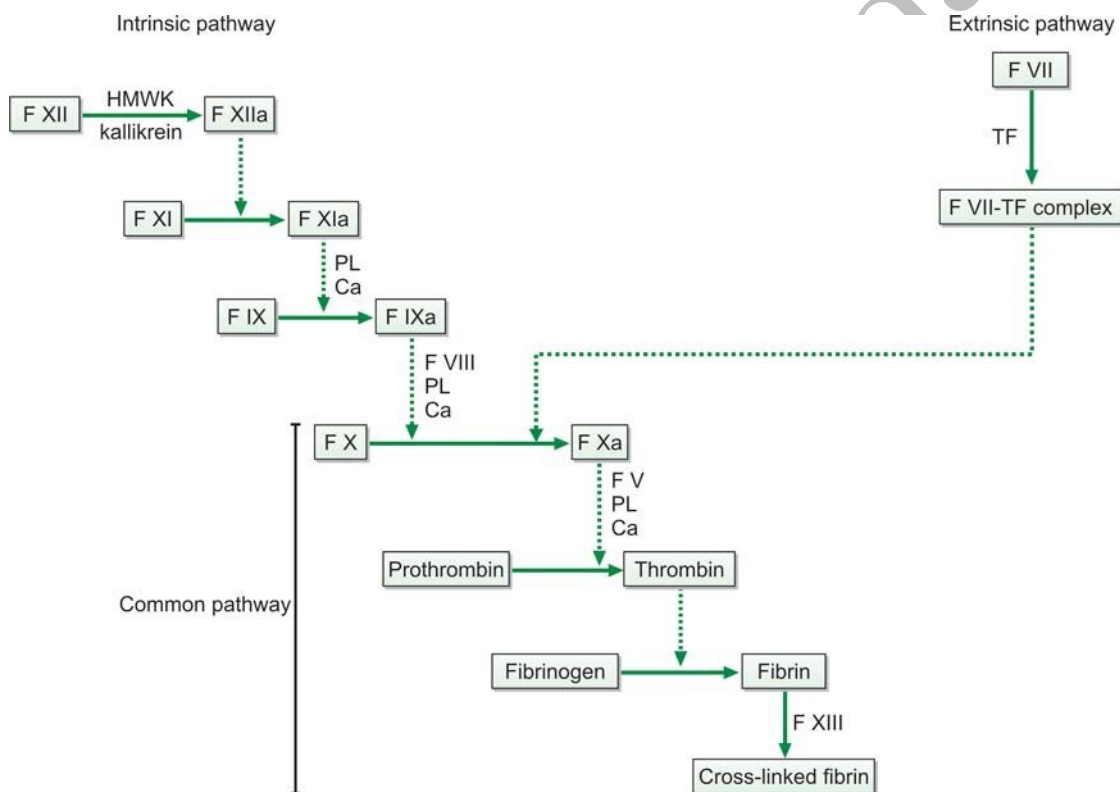 Intrinsic pathway
Extrinsic pathway
F VII
F XII
HMWK
kallikrein
F XIIa
TF
F XI
F XIa
F VII-TF complex
PL
Ca
F IX
F IXa
F VIII
PL
Ca
F X
F Xa
F V
PL
Ca
Prothrombin
Thrombin
Common pathway
Fibrinogen
Fibrin
F XIII
Cross-linked fibrin